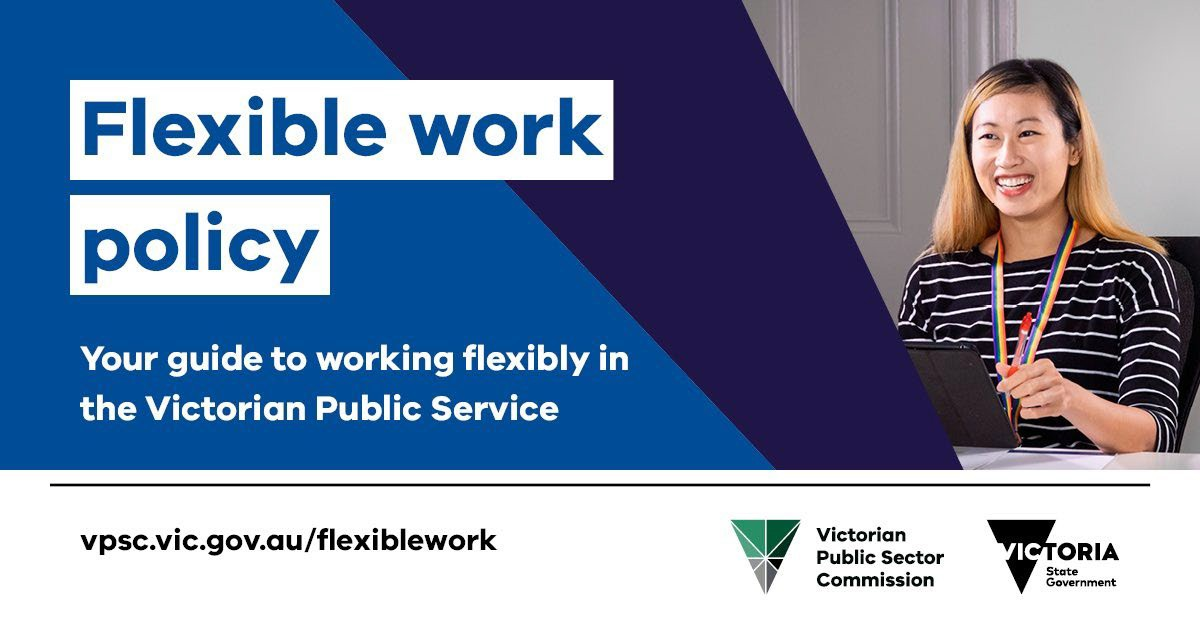 Flexible work
policy
Your guide to working flexibly in
the Victorian Public Service
vpsc.vic.gov.au/flexiblework
Victorian
Public Sector
Commission
VICTORIA
State
Government